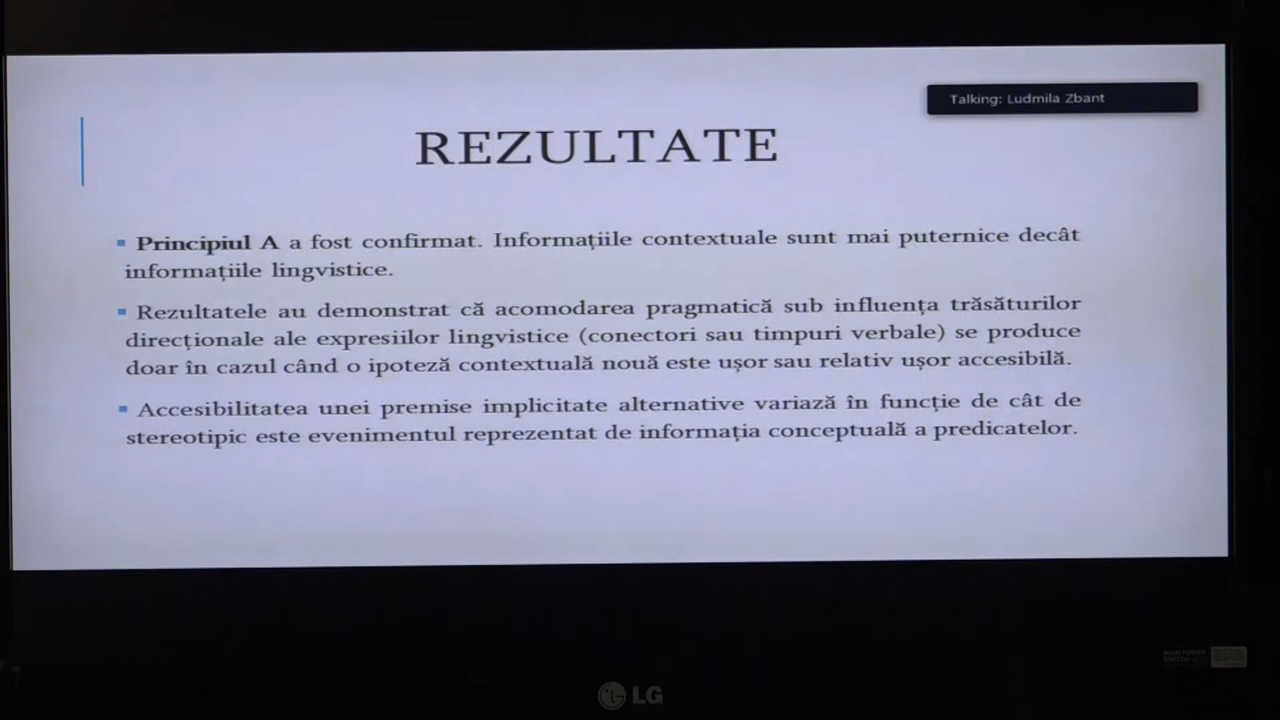 Talking: Ludmila Zbant
REZULTATE
▪ Principiul A a fost confirmat. Informațiile contextuale sunt mai puternice decât
informațiile lingvistice.
▪ Rezultatele au demonstrat că acomodarea pragmatică sub influența trăsăturilor
direcționale ale expresiilor lingvistice (conectori sau timpuri verbale) se produce
doar în cazul când o ipoteză contextuală nouă este ușor sau relativ ușor accesibilă.
▪ Accesibilitatea unei premise implicitate alternative variază în funcție de cât de
stereotipic este evenimentul reprezentat de informația conceptuală a predicatelor.
LG